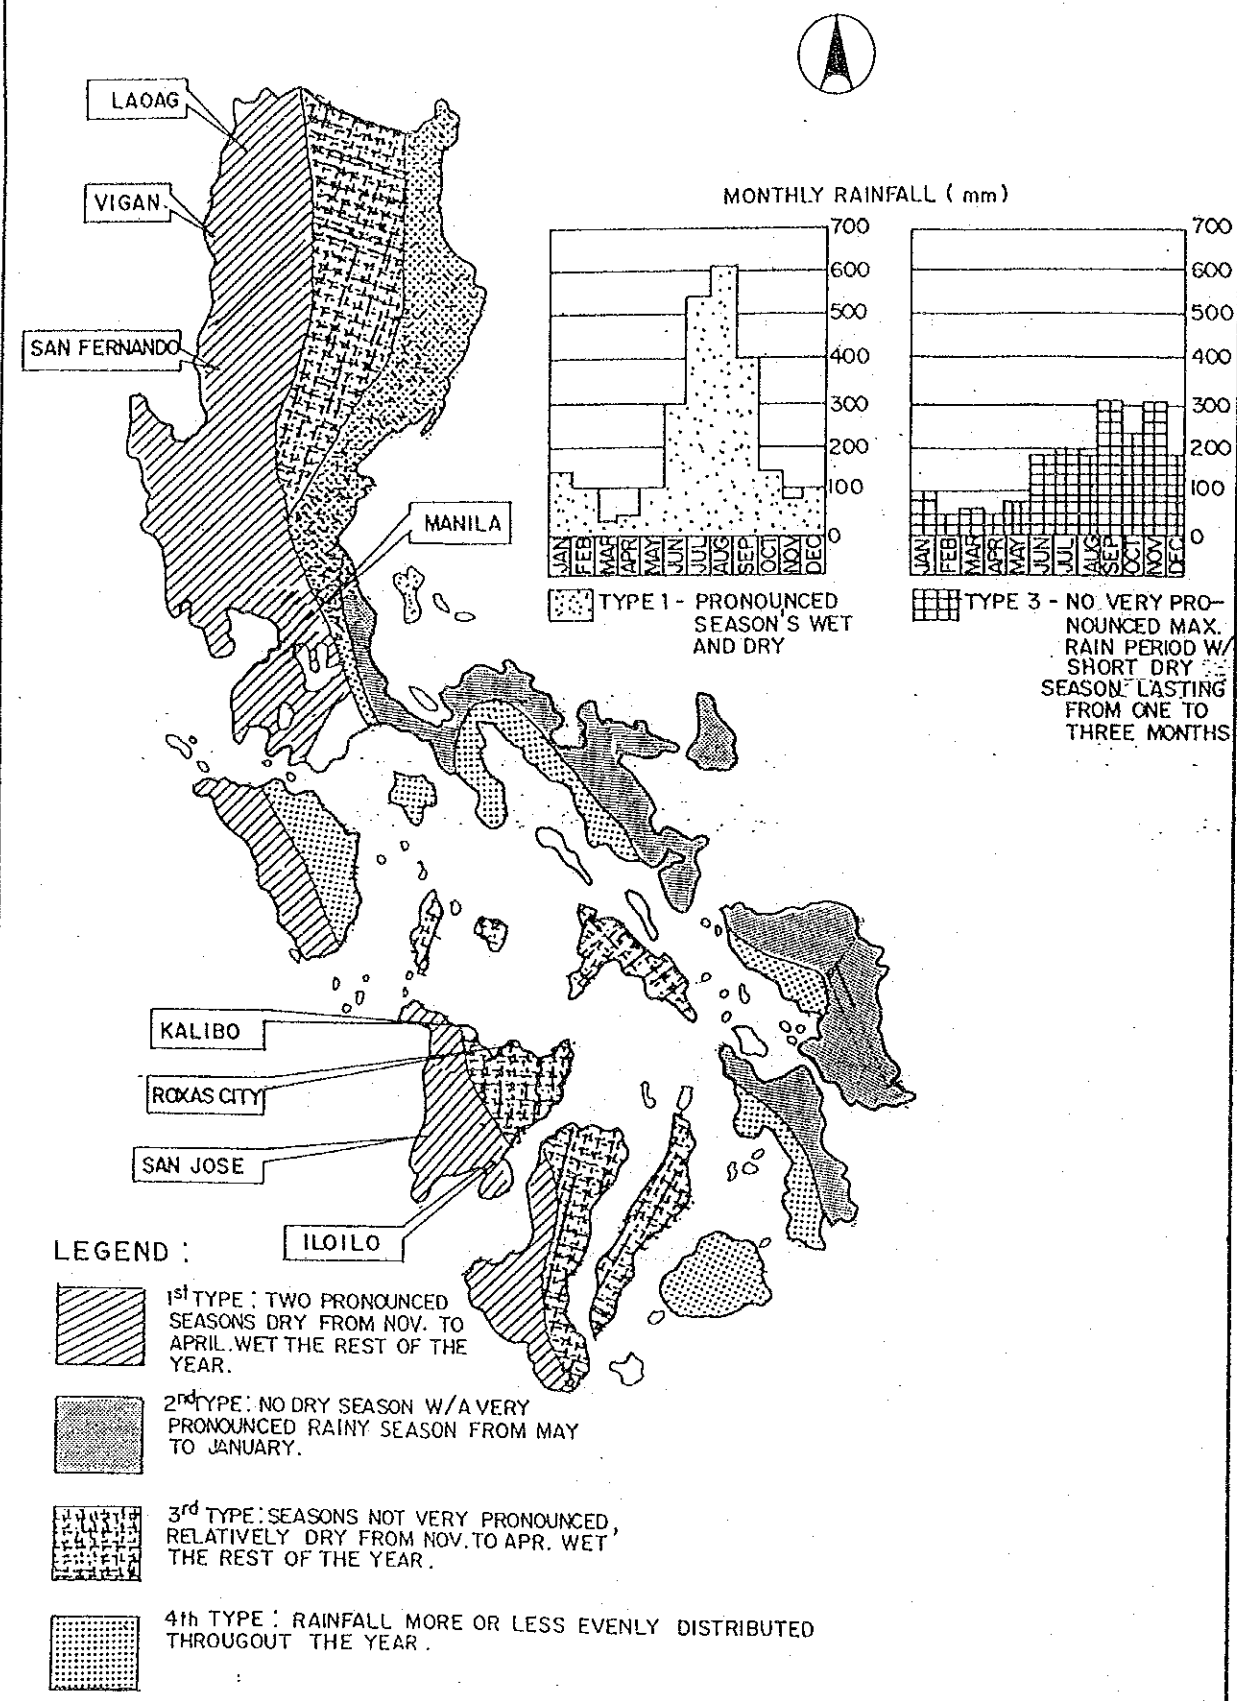 LAOAG
VIGAN
SAN FERNANDO
MANILA
MONTHLY RAINFALL ( mm )
700
600
500
400
300
200
100
0
JAN
FEB
MAR
APR
MAY
JUN
JUL
AUG
SEP
OCT
NOV
DEC
TYPE 1 - PRONOUNCED
SEASON'S WET
AND DRY
700
600
500
400
300
200
100
0
JAN
FEB
MAR
APR
MAY
JUN
JUL
AUG
SEP
OCT
NOV
DEC
TYPE 3 - NO VERY PRO-
NOUNCED MAX.
RAIN PERIOD W/
SHORT DRY
SEASON LASTING
FROM ONE TO
THREE MONTHS
KALIBO
ROXAS CITY
SAN JOSE
ILOILO
LEGEND :
1st TYPE : TWO PRONOUNCED
SEASONS DRY FROM NOV. TO
APRIL. WET THE REST OF THE
YEAR.
2nd TYPE : NO DRY SEASON W/A VERY
PRONOUNCED RAINY SEASON FROM MAY
TO JANUARY.
3rd TYPE : SEASONS NOT VERY PRONOUNCED,
RELATIVELY DRY FROM NOV. TO APR. WET
THE REST OF THE YEAR.
4th TYPE : RAINFALL MORE OR LESS EVENLY DISTRIBUTED
THROUGOUT THE YEAR.